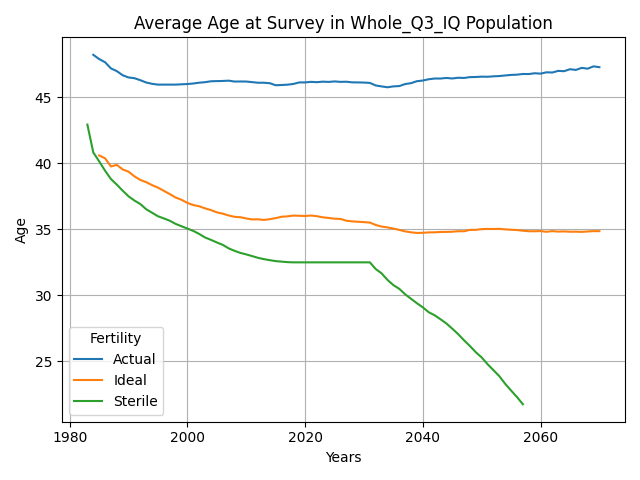 Average Age at Survey in Whole_Q3_IQ Population
Age
45
40
35
30
25
Fertility
Actual
Ideal
Sterile
1980
2000
2020
2040
2060
Years